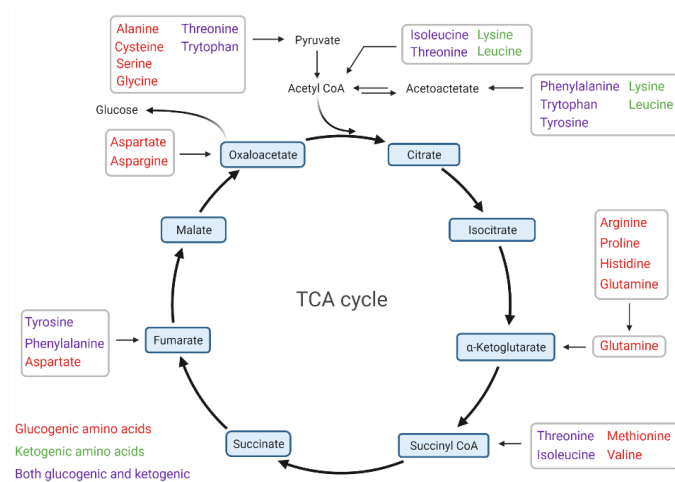 Alanine Threonine
Cysteine Trytophan
Serine
Glycine
Pyruvate
Isoleucine Lysine
Threonine Leucine
Acetyl CoA
Acetoactetate
Phenylalanine Lysine
Trytophan Leucine
Tyrosine
Glucose
Aspartate
Aspargine
Oxaloacetate
Citrate
Malate
Isocitrate
Arginine
Proline
Histidine
Glutamine
TCA cycle
Tyrosine
Phenylalanine
Aspartate
Fumarate
α-Ketoglutarate
Glutamine
Glucogenic amino acids
Ketogenic amino acids
Both glucogenic and ketogenic
Succinate
Succinyl CoA
Threonine Methionine
Isoleucine Valine